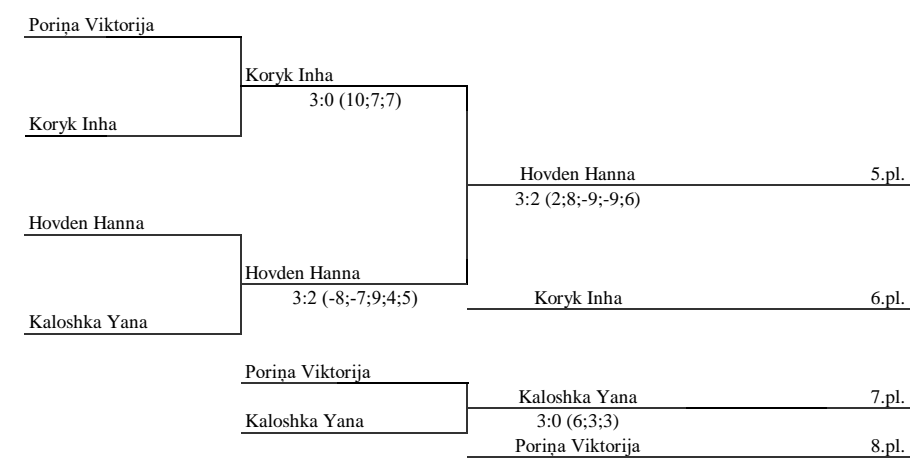 Poriņa Viktorija
Koryk Inha
3:0 (10;7;7)
Koryk Inha
Hovden Hanna 5.pl.
3:2 (2;8;-9;-9;6)
Hovden Hanna
Hovden Hanna
3:2 (-8;-7;9;4;5)
Koryk Inha 6.pl.
Kaloshka Yana
Poriņa Viktorija
Kaloshka Yana 7.pl.
Kaloshka Yana
3:0 (6;3;3)
Poriņa Viktorija 8.pl.